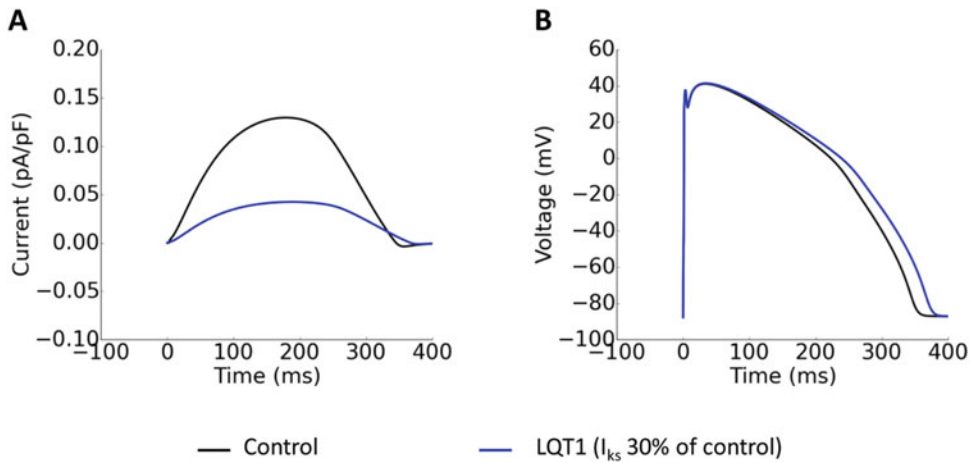 A
0.20
0.15
0.10
0.05
0.00
−0.05
−0.10
Current (pA/pF)
−100 0 100 200 300 400
Time (ms)
B
60
40
20
0
−20
−40
−60
−80
−100
Voltage (mV)
−100 0 100 200 300 400
Time (ms)
Control
LQT1 (Iks 30% of control)